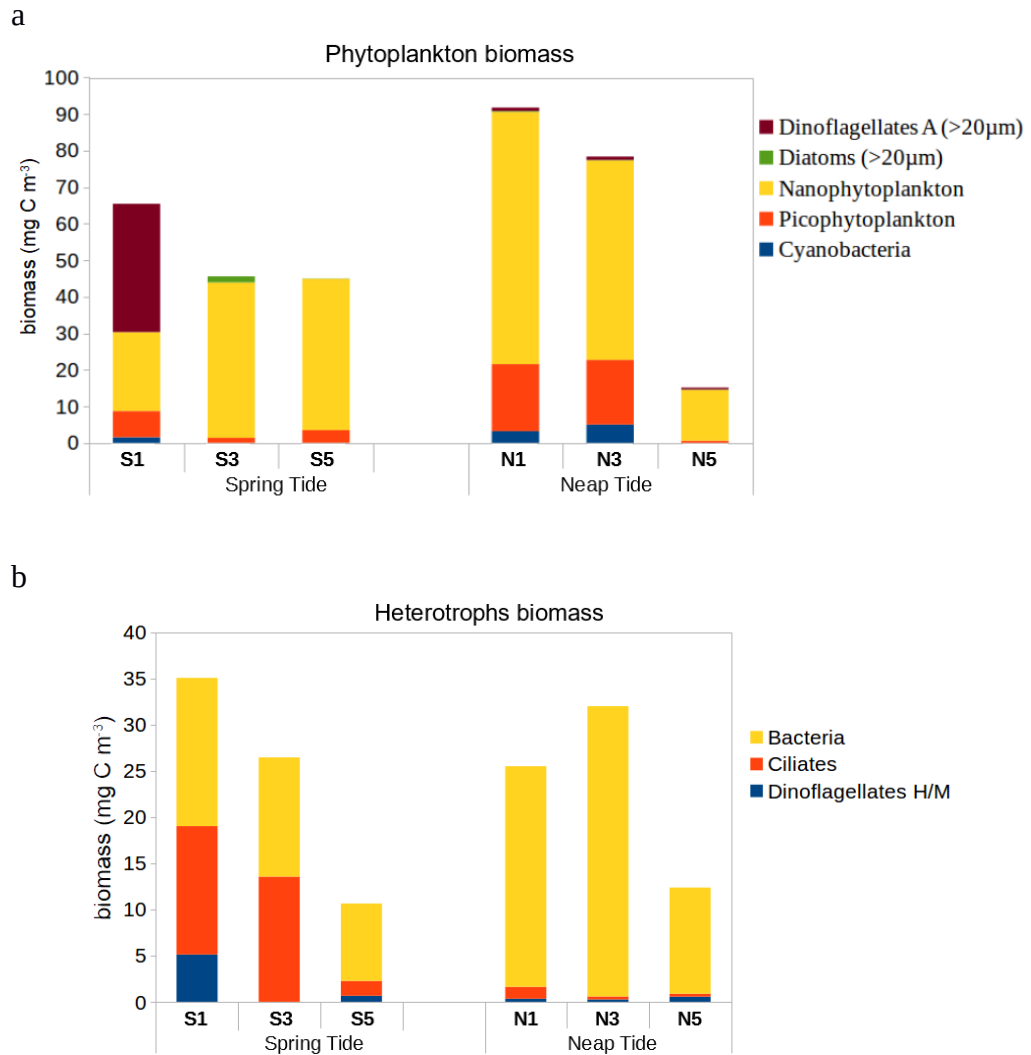 a
Phytoplankton biomass
100
90
80
70
60
50
40
30
20
10
0
biomass (mg C m⁻³)
Dinoflagellates A (>20µm)
Diatoms (>20µm)
Nanophytoplankton
Picophytoplankton
Cyanobacteria
S1 S3 S5 N1 N3 N5
Spring Tide Neap Tide
b
Heterotrophs biomass
40
35
30
25
20
15
10
5
0
biomass (mg C m⁻³)
Bacteria
Ciliates
Dinoflagellates H/M
S1 S3 S5 N1 N3 N5
Spring Tide Neap Tide